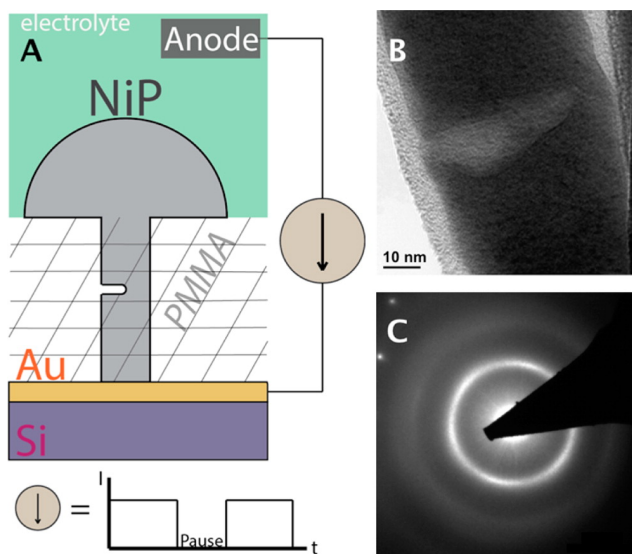 electrolyte
A
Anode
NiP
PMMA
Au
Si
I
=
Pause
t
B
10 nm
C